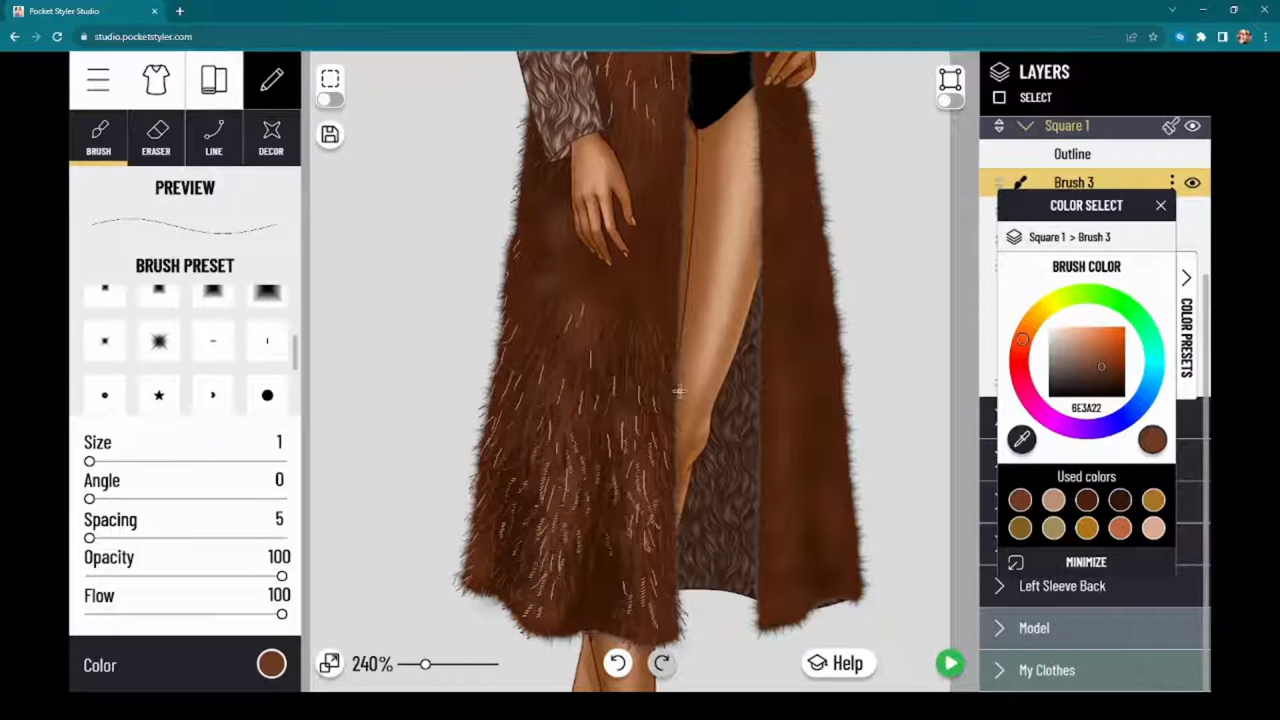 Pocket Styler Studio
studio.pocketstyler.com
BRUSH
ERASER
LINE
DECOR
PREVIEW
BRUSH PRESET
Size 1
Angle 0
Spacing 5
Opacity 100
Flow 100
Color
240%
Help
LAYERS
SELECT
Square 1
Outline
Brush 3
COLOR SELECT
Square 1 > Brush 3
BRUSH COLOR
6E3A22
COLOR PRESETS
Used colors
MINIMIZE
Left Sleeve Back
Model
My Clothes